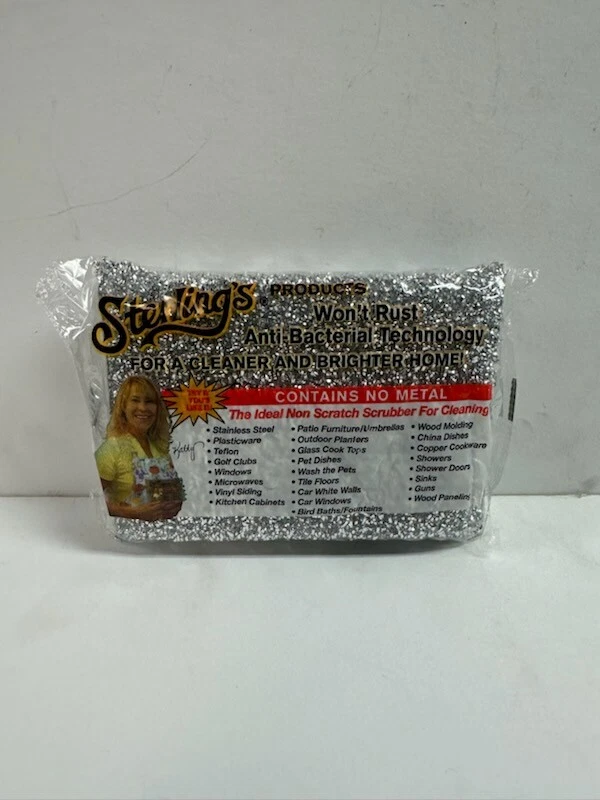 Sterling's PRODUCTS
Won't Rust
Anti-Bacterial Technology
FOR A CLEANER AND BRIGHTER HOME!
CONTAINS NO METAL
The Ideal Non Scratch Scrubber For Cleaning
Kathy
• Stainless Steel
• Plasticware
• Teflon
• Golf Clubs
• Windows
• Microwaves
• Vinyl Siding
• Kitchen Cabinets
• Patio Furniture/Umbrellas
• Outdoor Planters
• Glass Cook Tops
• Pet Dishes
• Wash the Pets
• Tile Floors
• Car White Walls
• Car Windows
• Bird Baths/Fountains
• Wood Molding
• China Dishes
• Copper Cookware
• Showers
• Shower Doors
• Sinks
• Guns
• Wood Paneling